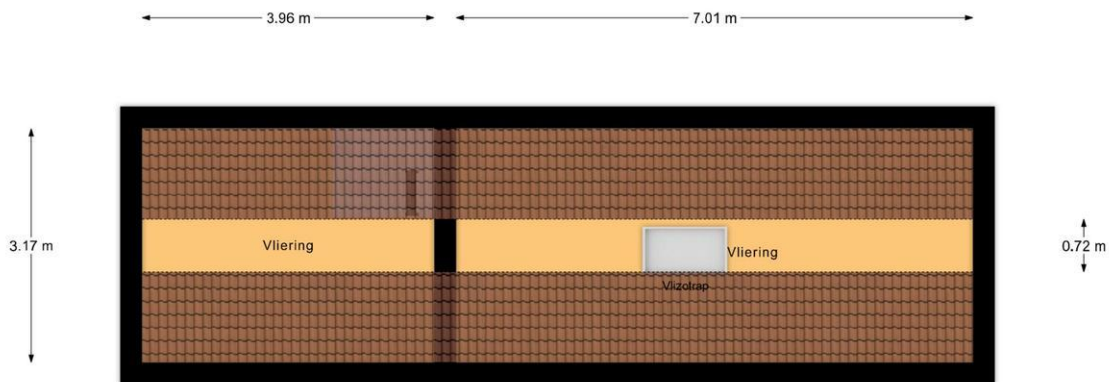 3.96 m
7.01 m
3.17 m
0.72 m
Vliering
Vliering
Vlizotrap